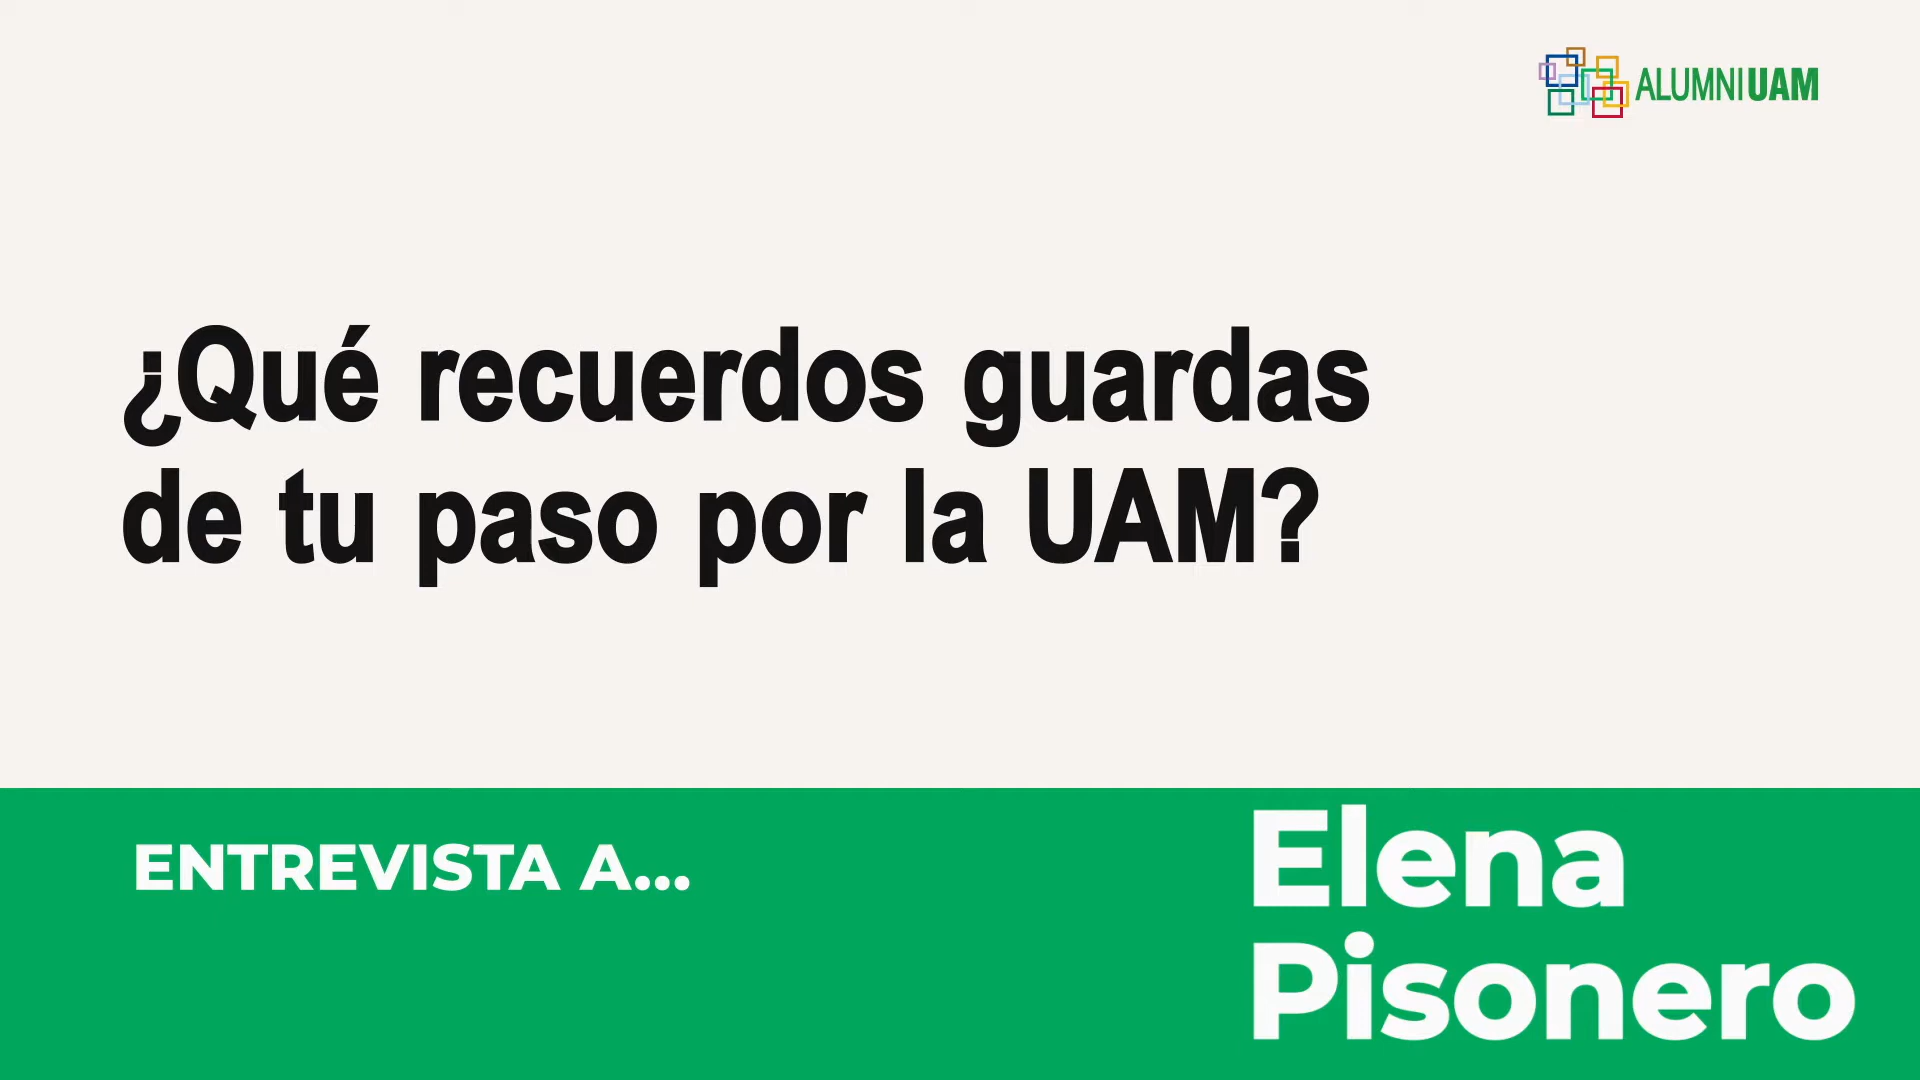 ALUMNIUAM
¿Qué recuerdos guardas
de tu paso por la UAM?
ENTREVISTA A...
Elena
Pisonero